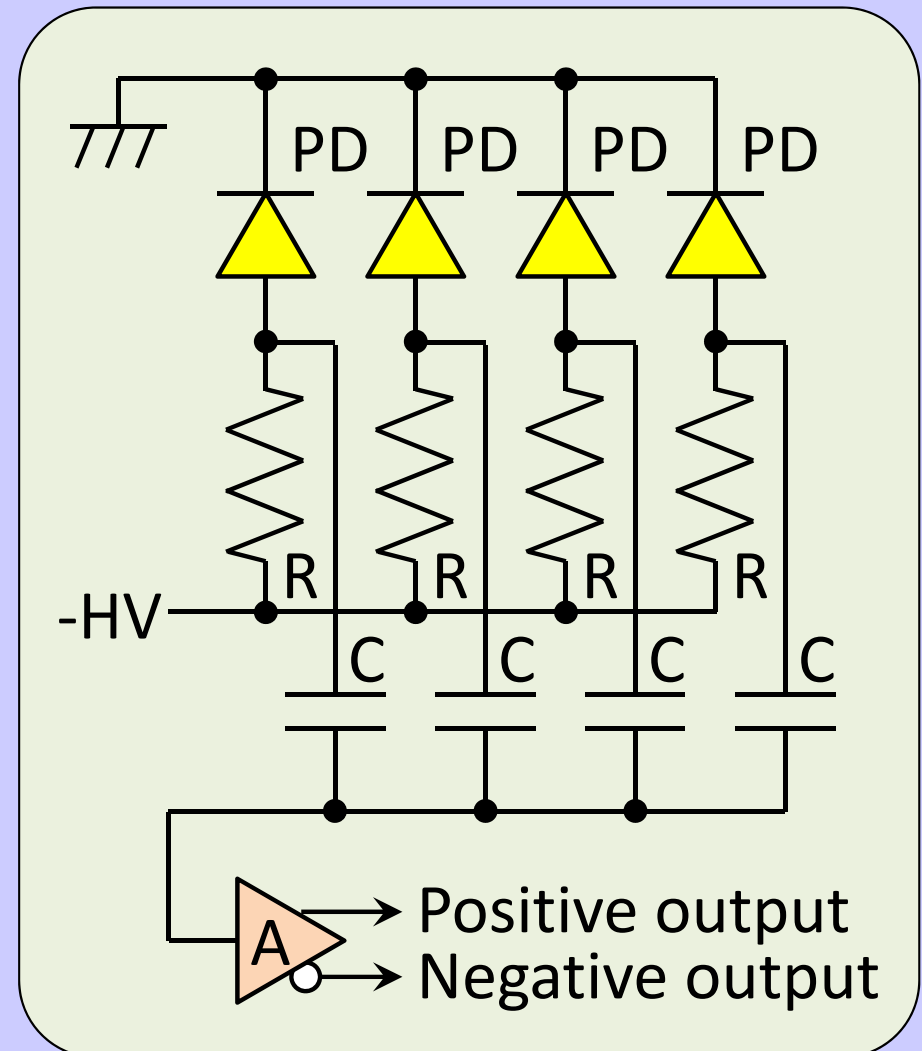 PD PD PD PD
R R R R
-HV
C C C C
Positive output
A
Negative output